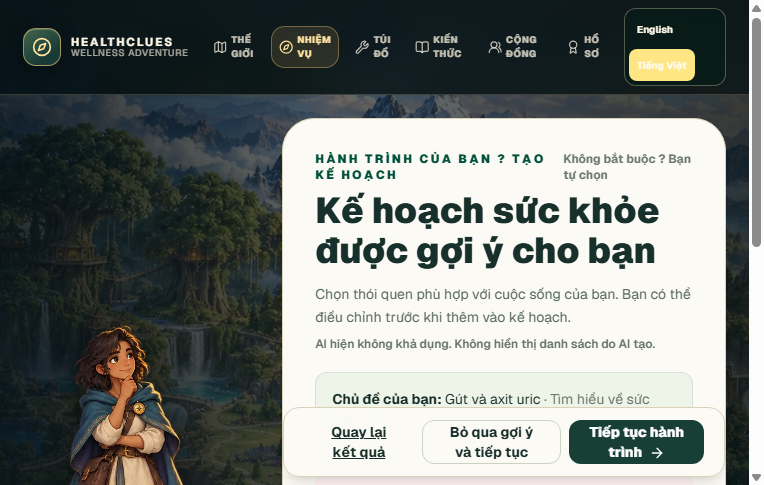 HEALTHCLUES
WELLNESS ADVENTURE
THẾ
GIỚI
NHIỆM
VỤ
TÚI
ĐỒ
KIẾN
THỨC
CỘNG
ĐỒNG
HỒ
SƠ
English
Tiếng Việt
HÀNH TRÌNH CỦA BẠN ? TẠO
KẾ HOẠCH
Không bắt buộc ? Bạn
tự chọn
Kế hoạch sức khỏe
được gợi ý cho bạn
Chọn thói quen phù hợp với cuộc sống của bạn. Bạn có thể
điều chỉnh trước khi thêm vào kế hoạch.
AI hiện không khả dụng. Không hiển thị danh sách do AI tạo.
Chủ đề của bạn: Gút và axit uric · Tìm hiểu về sức
Quay lại
kết quả
Bỏ qua gợi ý
và tiếp tục
Tiếp tục hành
trình →